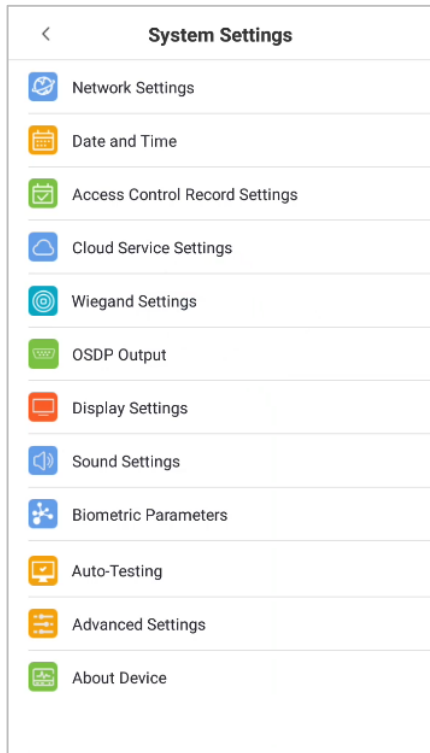 System Settings
Network Settings
Date and Time
Access Control Record Settings
Cloud Service Settings
Wiegand Settings
OSDP Output
Display Settings
Sound Settings
Biometric Parameters
Auto-Testing
Advanced Settings
About Device